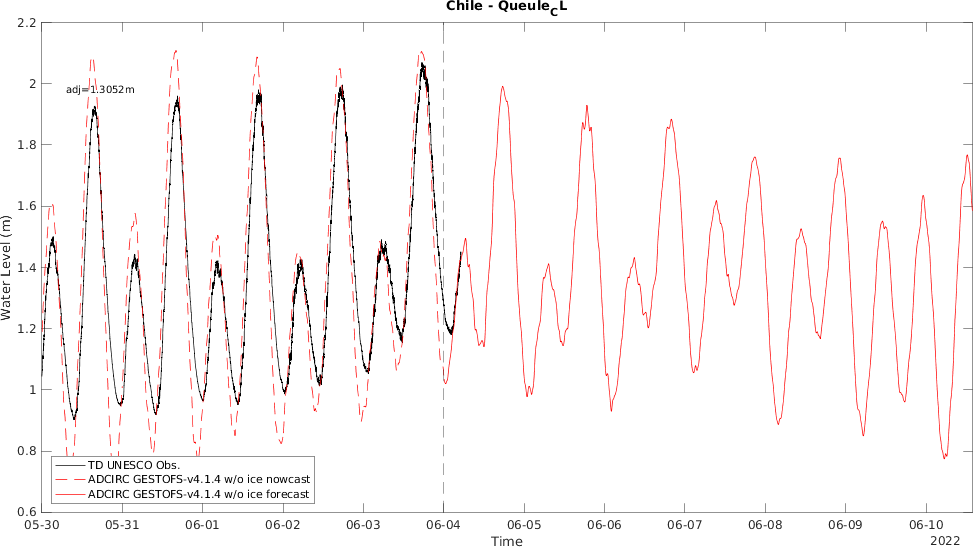 Chile - Queule_CL
2.2
2
1.8
1.6
1.4
1.2
1
0.8
0.6
Water Level (m)
adj=1.3052m
TD UNESCO Obs.
ADCIRC GESTOFS-v4.1.4 w/o ice nowcast
ADCIRC GESTOFS-v4.1.4 w/o ice forecast
05-30 05-31 06-01 06-02 06-03 06-04 06-05 06-06 06-07 06-08 06-09 06-10
Time
2022